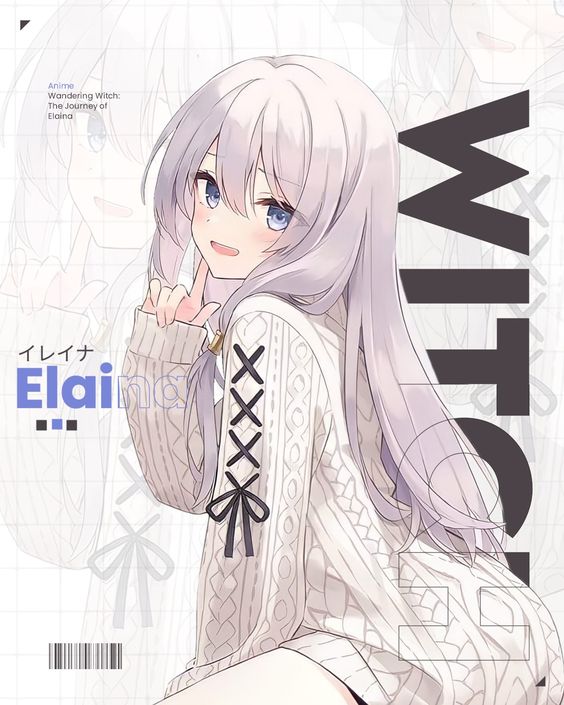 Anime
Wandering Witch:
The Journey of
Elaina
WITCH
イレイナ
Elaina